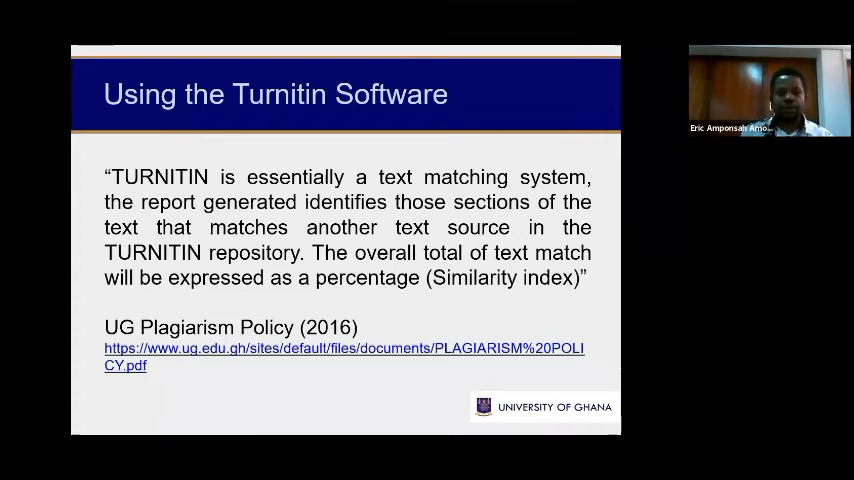 Using the Turnitin Software
“TURNITIN is essentially a text matching system,
the report generated identifies those sections of the
text that matches another text source in the
TURNITIN repository. The overall total of text match
will be expressed as a percentage (Similarity index)”
UG Plagiarism Policy (2016)
https://www.ug.edu.gh/sites/default/files/documents/PLAGIARISM%20POLI
CY.pdf
UNIVERSITY OF GHANA
Eric Amponsah Amo...